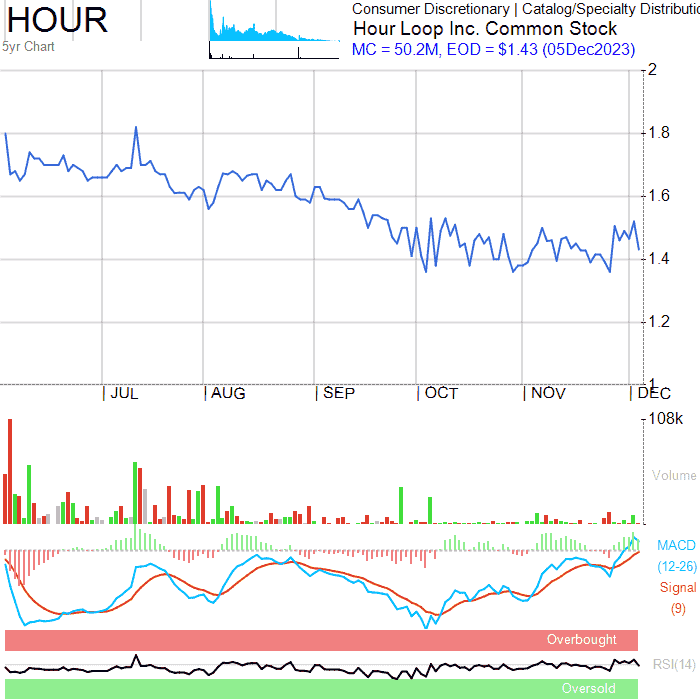 HOUR
5yr Chart
Consumer Discretionary | Catalog/Specialty Distributio
Hour Loop Inc. Common Stock
MC = 50.2M, EOD = $1.43 (05Dec2023)
2
1.8
1.6
1.4
1.2
1
| JUL | AUG | SEP | OCT | NOV | DEC
108k
Volume
MACD
(12-26)
Signal
(9)
Overbought
RSI(14)
Oversold